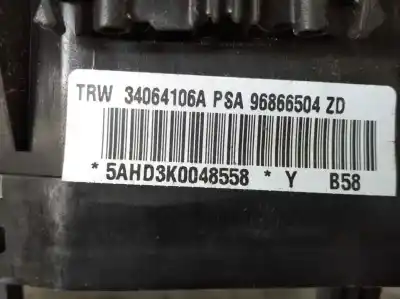 TRW 34064106A PSA 96866504 ZD
*5AHD3K0048558* Y B58